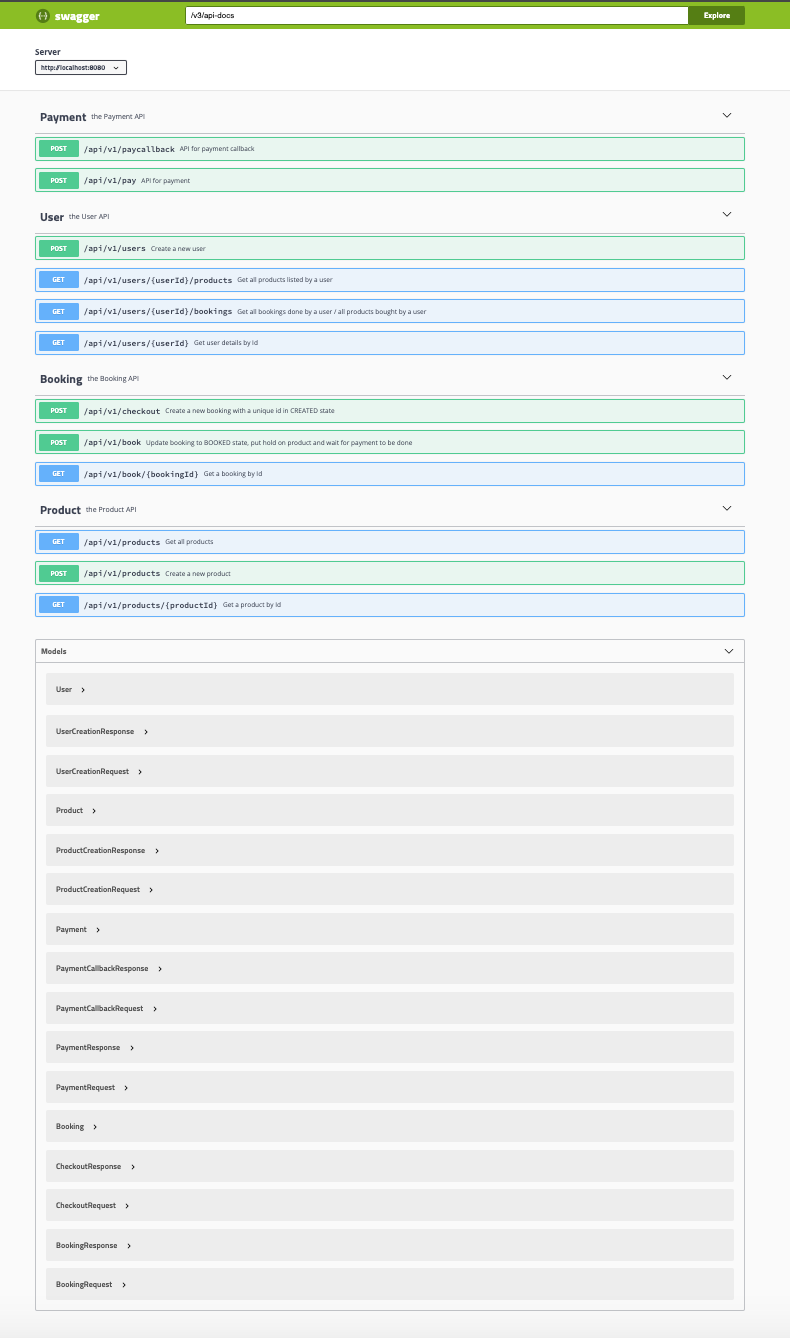 swagger
/v3/api-docs
Explore
Server
http://localhost:8080
Payment the Payment API
POST /api/v1/paycallback API for payment callback
POST /api/v1/pay API for payment
User the User API
POST /api/v1/users Create a new user
GET /api/v1/users/{userId}/products Get all products listed by a user
GET /api/v1/users/{userId}/bookings Get all bookings done by a user / all products bought by a user
GET /api/v1/users/{userId} Get user details by Id
Booking the Booking API
POST /api/v1/checkout Create a new booking with a unique id in CREATED state
POST /api/v1/book Update booking to BOOKED state, put hold on product and wait for payment to be done
GET /api/v1/book/{bookingId} Get a booking by Id
Product the Product API
GET /api/v1/products Get all products
POST /api/v1/products Create a new product
GET /api/v1/products/{productId} Get a product by Id
Models
User
UserCreationResponse
UserCreationRequest
Product
ProductCreationResponse
ProductCreationRequest
Payment
PaymentCallbackResponse
PaymentCallbackRequest
PaymentResponse
PaymentRequest
Booking
CheckoutResponse
CheckoutRequest
BookingResponse
BookingRequest